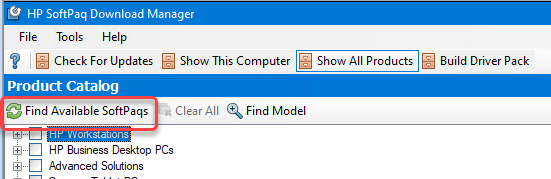 HP SoftPaq Download Manager
File Tools Help
? Check For Updates Show This Computer Show All Products Build Driver Pack
Product Catalog
Find Available SoftPaqs Clear All Find Model
HP Workstations
HP Business Desktop PCs
Advanced Solutions